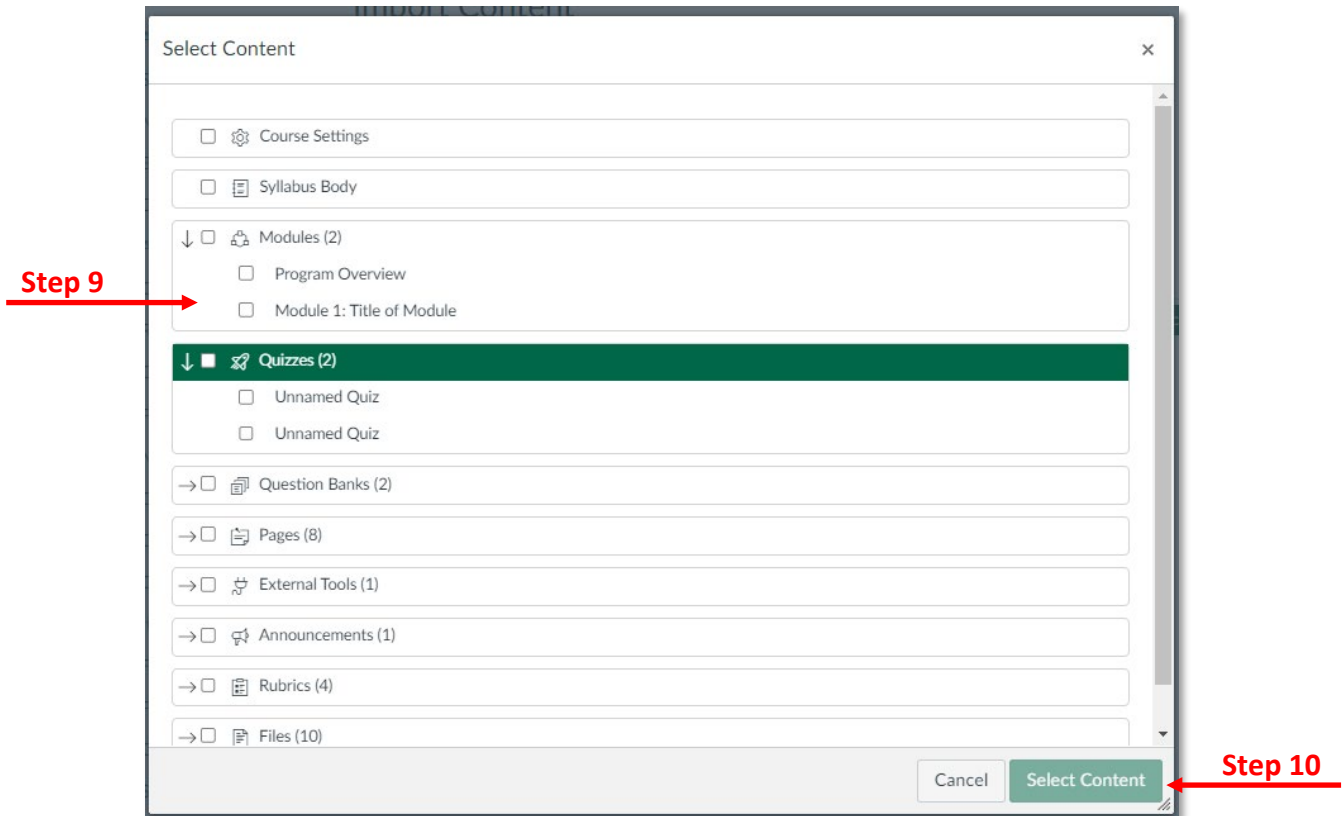 Import Content
Select Content ×
Course Settings
Syllabus Body
Modules (2)
Program Overview
Step 9
Module 1: Title of Module
Quizzes (2)
Unnamed Quiz
Unnamed Quiz
Question Banks (2)
Pages (8)
External Tools (1)
Announcements (1)
Rubrics (4)
Files (10)
Cancel Select Content Step 10